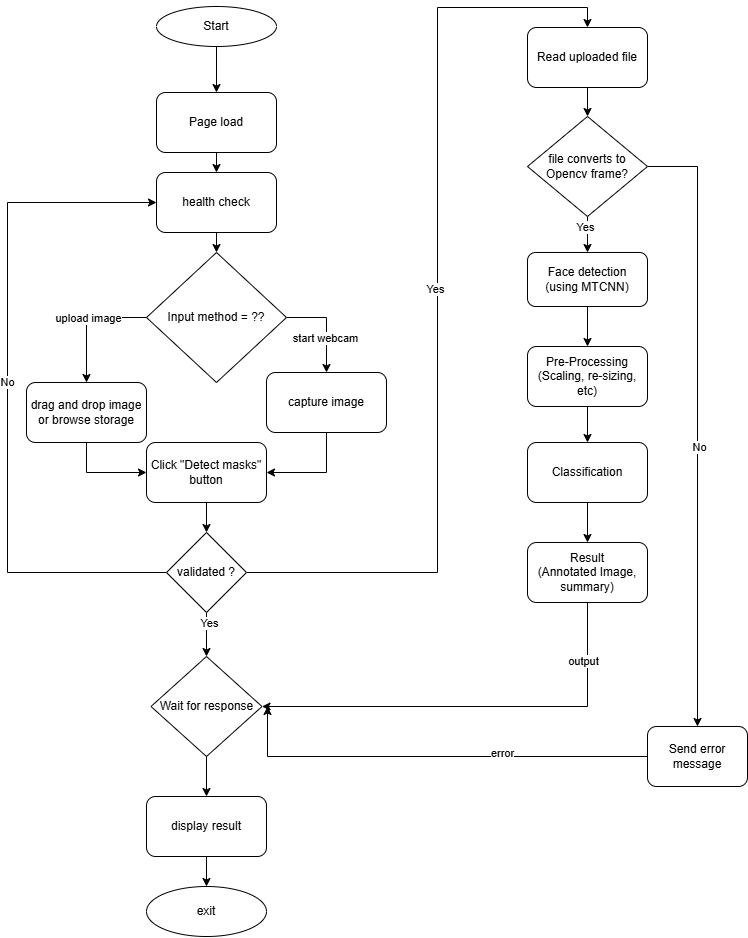 Start
Page load
health check
Input method = ??
upload image
start webcam
drag and drop image
or browse storage
capture image
Click "Detect masks"
button
validated ?
No
Yes
Yes
Wait for response
display result
exit
Read uploaded file
file converts to
Opencv frame?
Yes
No
Face detection
(using MTCNN)
Pre-Processing
(Scaling, re-sizing,
etc)
Classification
Result
(Annotated Image,
summary)
output
Send error
message
error